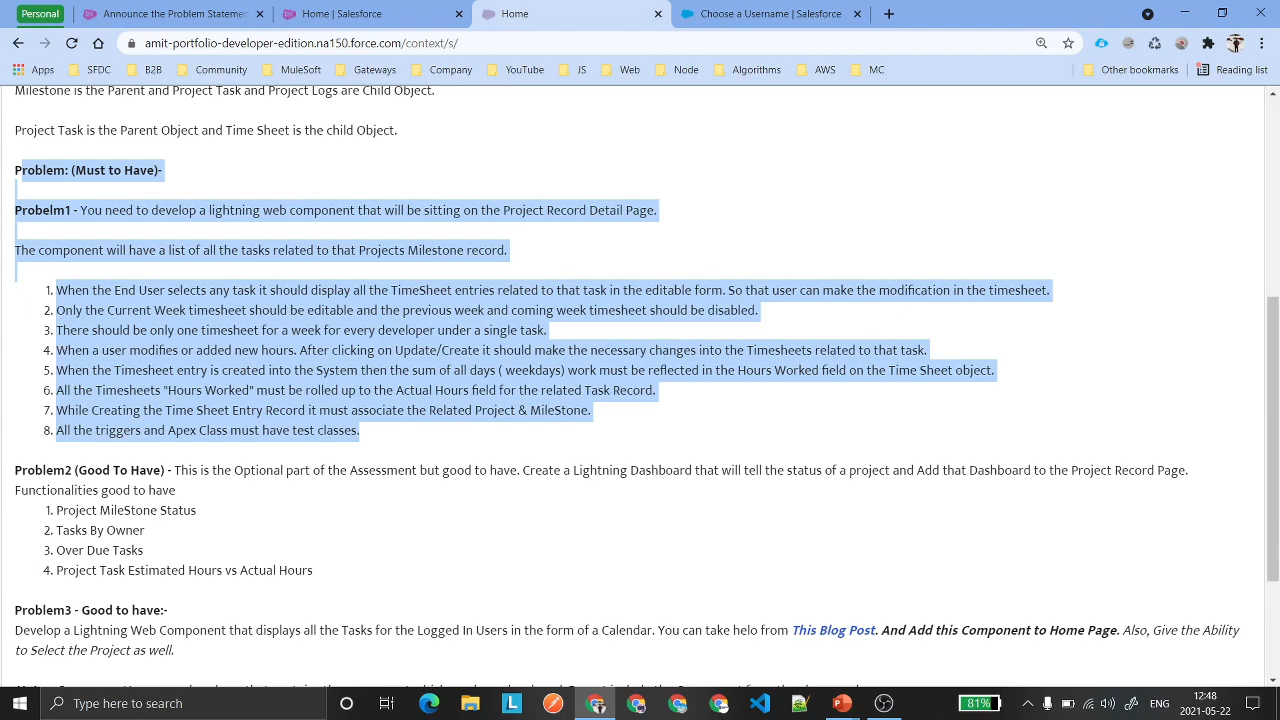 Personal
Amit App | Project Time Statemen
Home | Self Object
Home
Choose a Username | Salesforce
amit-portfolio-developer-edition.na150.force.com/context/s/
Apps SFDC B2B Community MuleSoft Gateways Company YouTube JS Web Node Algorithms AWS MC Other bookmarks Reading list
Milestone is the Parent and Project Task and Project Logs are Child Object.
Project Task is the Parent Object and Time Sheet is the child Object.
Problem: (Must to Have)-
Probelm1 - You need to develop a lightning web component that will be sitting on the Project Record Detail Page.
The component will have a list of all the tasks related to that Projects Milestone record.
1. When the End User selects any task it should display all the TimeSheet entries related to that task in the editable form. So that user can make the modification in the timesheet.
2. Only the Current Week timesheet should be editable and the previous week and coming week timesheet should be disabled.
3. There should be only one timesheet for a week for every developer under a single task.
4. When a user modifies or added new hours. After clicking on Update/Create it should make the necessary changes into the Timesheets related to that task.
5. When the Timesheet entry is created into the System then the sum of all days ( weekdays) work must be reflected in the Hours Worked field on the Time Sheet object.
6. All the Timesheets "Hours Worked" must be rolled up to the Actual Hours field for the related Task Record.
7. While Creating the Time Sheet Entry Record it must associate the Related Project & MileStone.
8. All the triggers and Apex Class must have test classes.
Problem2 (Good To Have) - This is the Optional part of the Assessment but good to have. Create a Lightning Dashboard that will tell the status of a project and Add that Dashboard to the Project Record Page.
Functionalities good to have
1. Project MileStone Status
2. Tasks By Owner
3. Over Due Tasks
4. Project Task Estimated Hours vs Actual Hours
Problem3 - Good to have:-
Develop a Lightning Web Component that displays all the Tasks for the Logged In Users in the form of a Calendar. You can take helo from This Blog Post. And Add this Component to Home Page. Also, Give the Ability
to Select the Project as well.
Type here to search
81%
ENG
12:48
2021-05-22